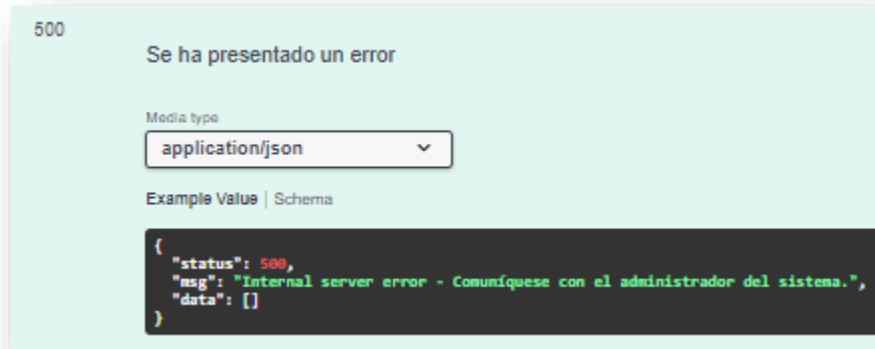 500
Se ha presentado un error
Media type
application/json
Example Value | Schema
{
"status": 500,
"msg": "Internal server error - Comuníquese con el administrador del sistema.",
"data": []
}